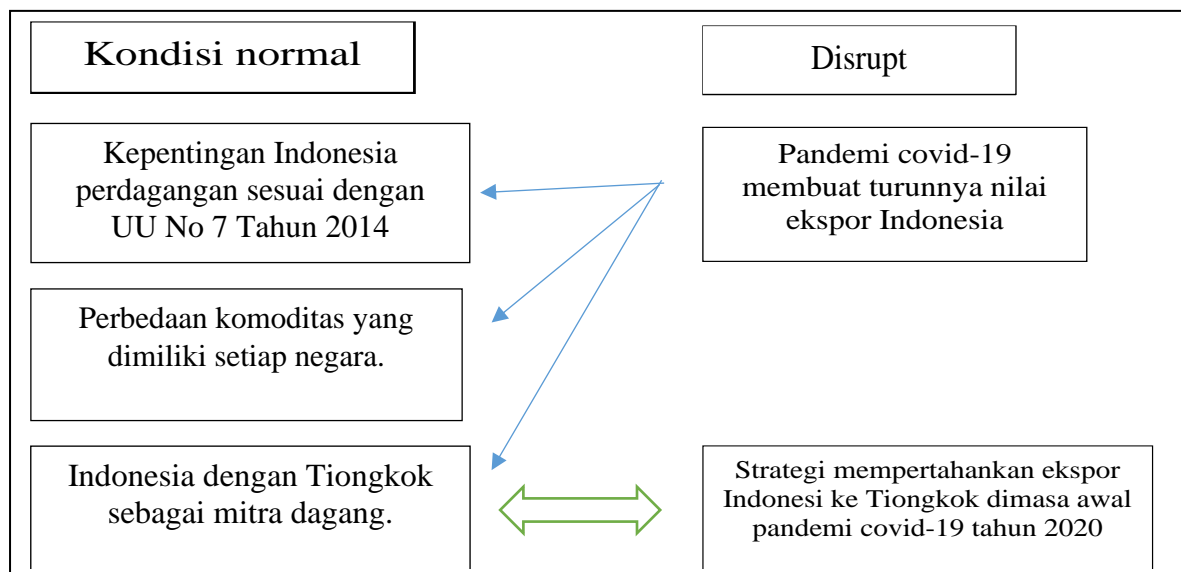 Kondisi normal
Disrupt
Kepentingan Indonesia
perdagangan sesuai dengan
UU No 7 Tahun 2014
Pandemi covid-19
membuat turunnya nilai
ekspor Indonesia
Perbedaan komoditas yang
dimiliki setiap negara.
Indonesia dengan Tiongkok
sebagai mitra dagang.
Strategi mempertahankan ekspor
Indonesi ke Tiongkok dimasa awal
pandemi covid-19 tahun 2020